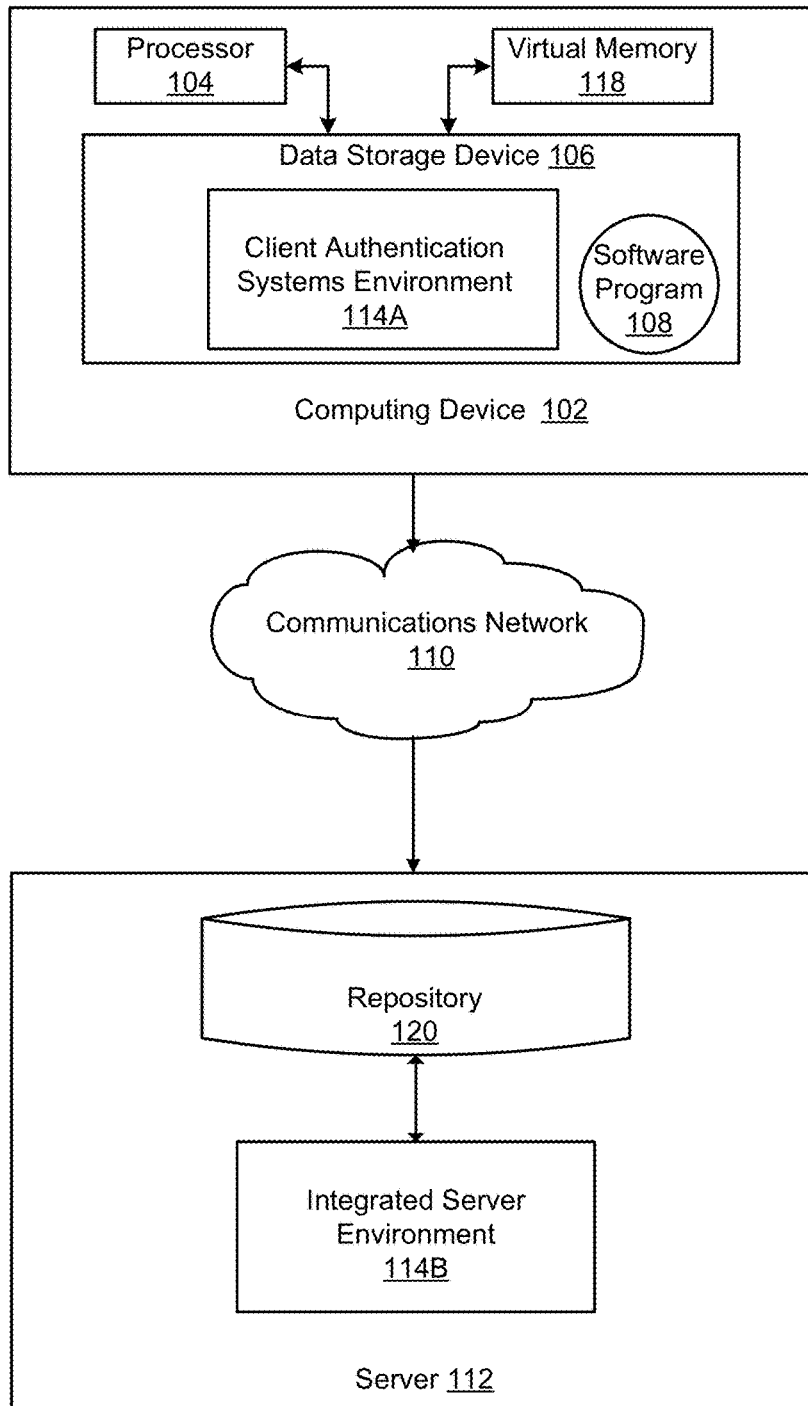 Processor
104
Virtual Memory
118
Data Storage Device 106
Client Authentication
Systems Environment
114A
Software
Program
108
Computing Device 102
Communications Network
110
Repository
120
Integrated Server
Environment
114B
Server 112